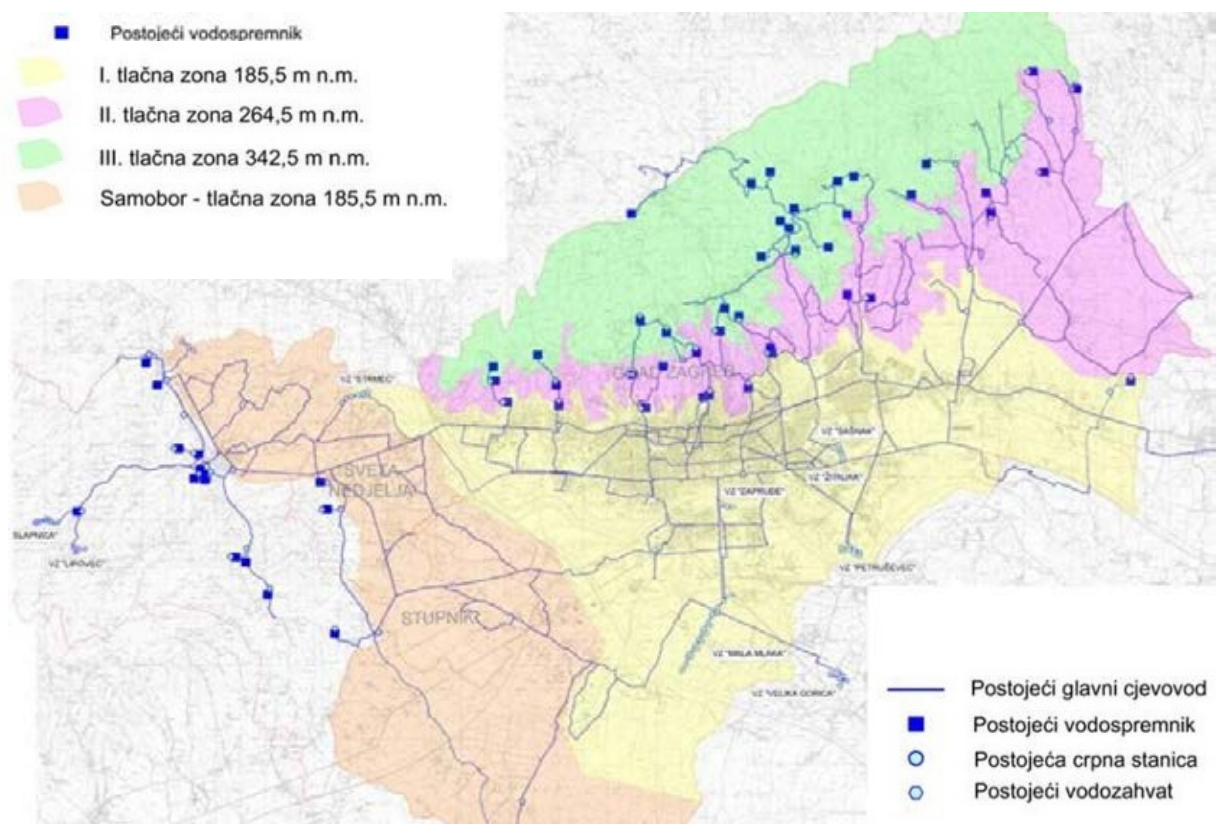 Postojeći vodospremnik
I. tlačna zona 185,5 m n.m.
II. tlačna zona 264,5 m n.m.
III. tlačna zona 342,5 m n.m.
Samobor - tlačna zona 185,5 m n.m.
GRAD ZAGREB
VZ "STRMEC"
VZ "SAŠNAK"
SVETA
NEDJELJA
VZ "ŽITNJAK"
VZ "ZAPRUĐE"
SLAPNICA"
VZ "LIPOVEC"
VZ "PETRUŠEVEC"
STUPNIK
VZ "MALA MLAKA"
VZ "VELIKA GORICA"
Postojeći glavni cjevovod
Postojeći vodospremnik
Postojeća crpna stanica
Postojeći vodozahvat